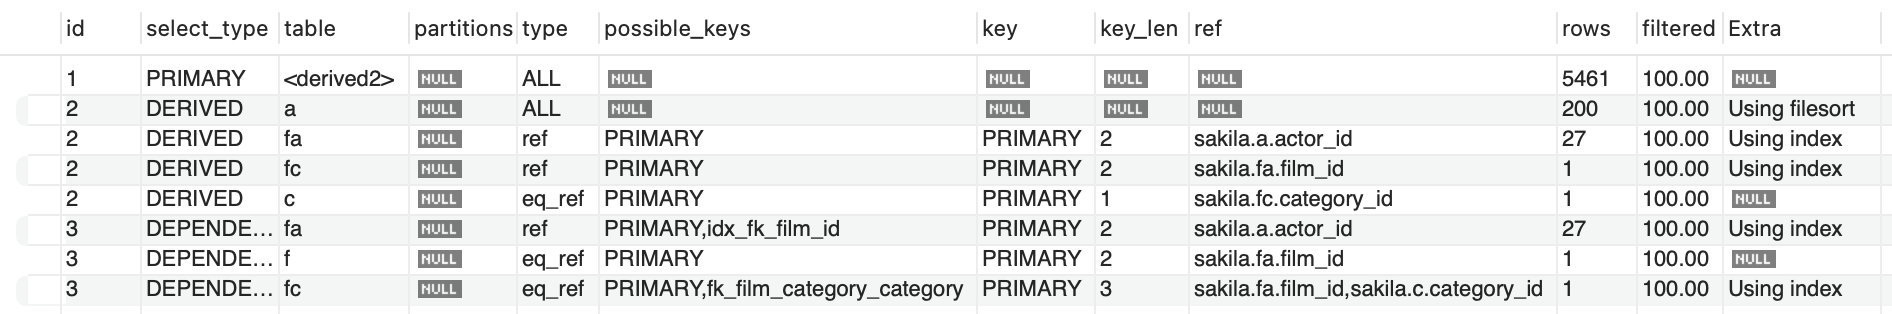 id select_type table partitions type possible_keys key key_len ref rows filtered Extra
1 PRIMARY <derived2> NULL ALL NULL NULL NULL NULL 5461 100.00 NULL
2 DERIVED a NULL ALL NULL NULL NULL NULL 200 100.00 Using filesort
2 DERIVED fa NULL ref PRIMARY PRIMARY 2 sakila.a.actor_id 27 100.00 Using index
2 DERIVED fc NULL ref PRIMARY PRIMARY 2 sakila.fa.film_id 1 100.00 Using index
2 DERIVED c NULL eq_ref PRIMARY PRIMARY 1 sakila.fc.category_id 1 100.00 NULL
3 DEPENDE... fa NULL ref PRIMARY,idx_fk_film_id PRIMARY 2 sakila.a.actor_id 27 100.00 Using index
3 DEPENDE... f NULL eq_ref PRIMARY PRIMARY 2 sakila.fa.film_id 1 100.00 NULL
3 DEPENDE... fc NULL eq_ref PRIMARY,fk_film_category_category PRIMARY 3 sakila.fa.film_id,sakila.c.category_id 1 100.00 Using index